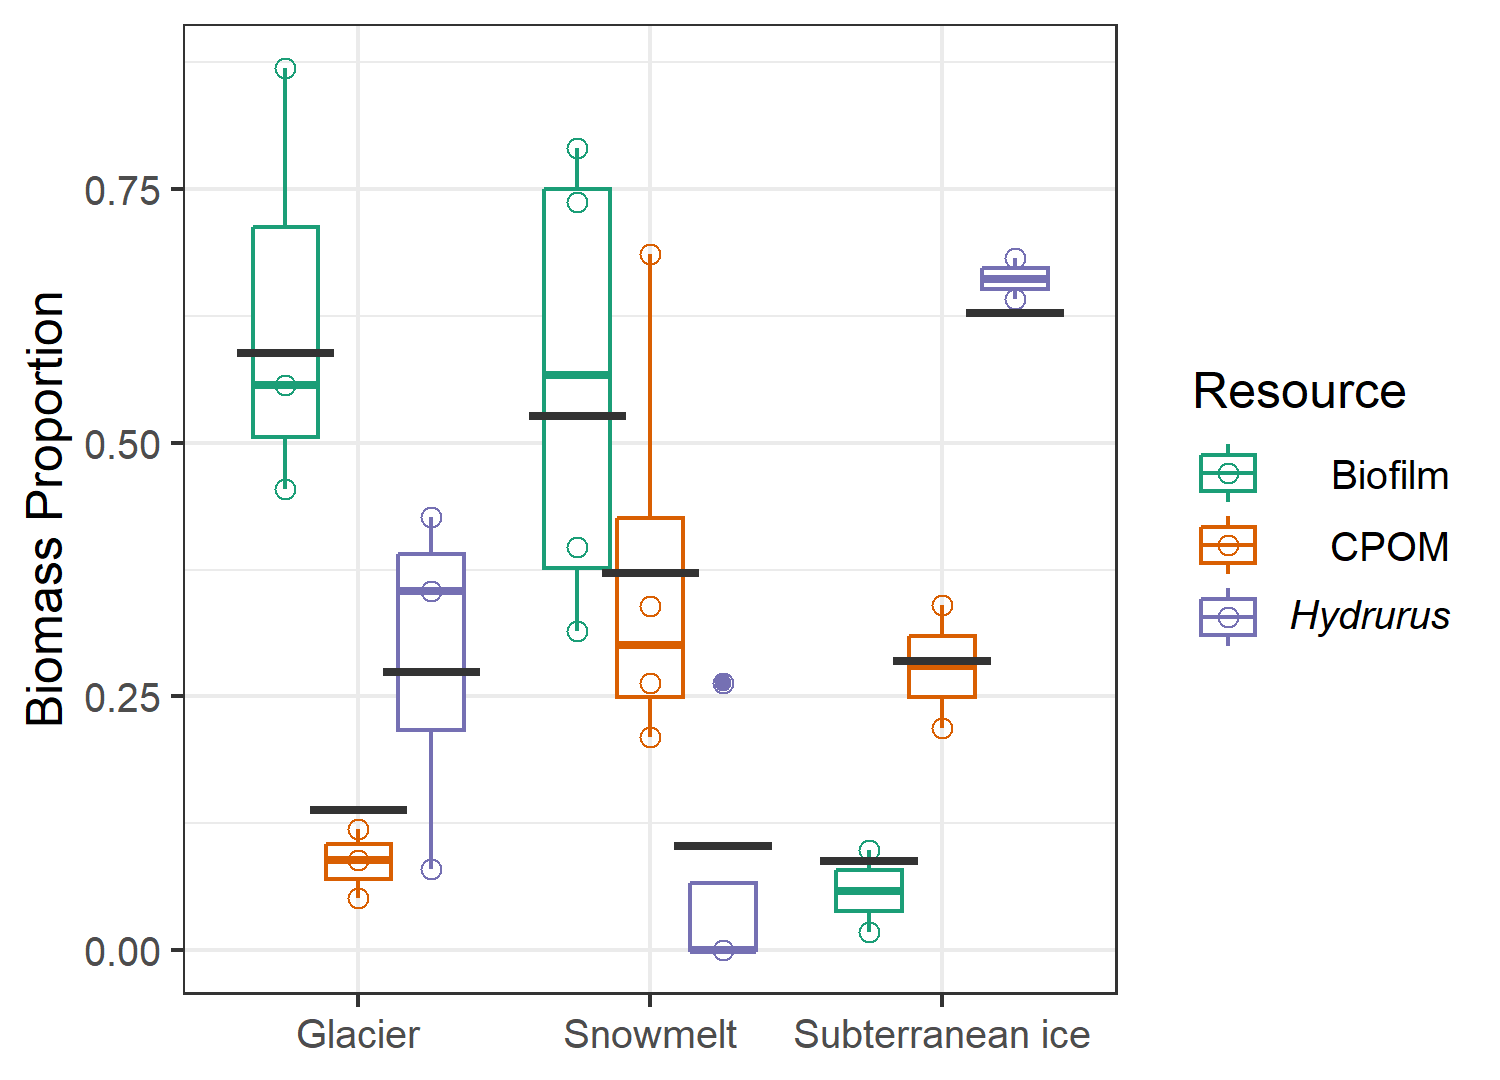 Biomass Proportion
0.75
0.50
0.25
0.00
Glacier
Snowmelt
Subterranean ice
Resource
Biofilm
CPOM
Hydrurus